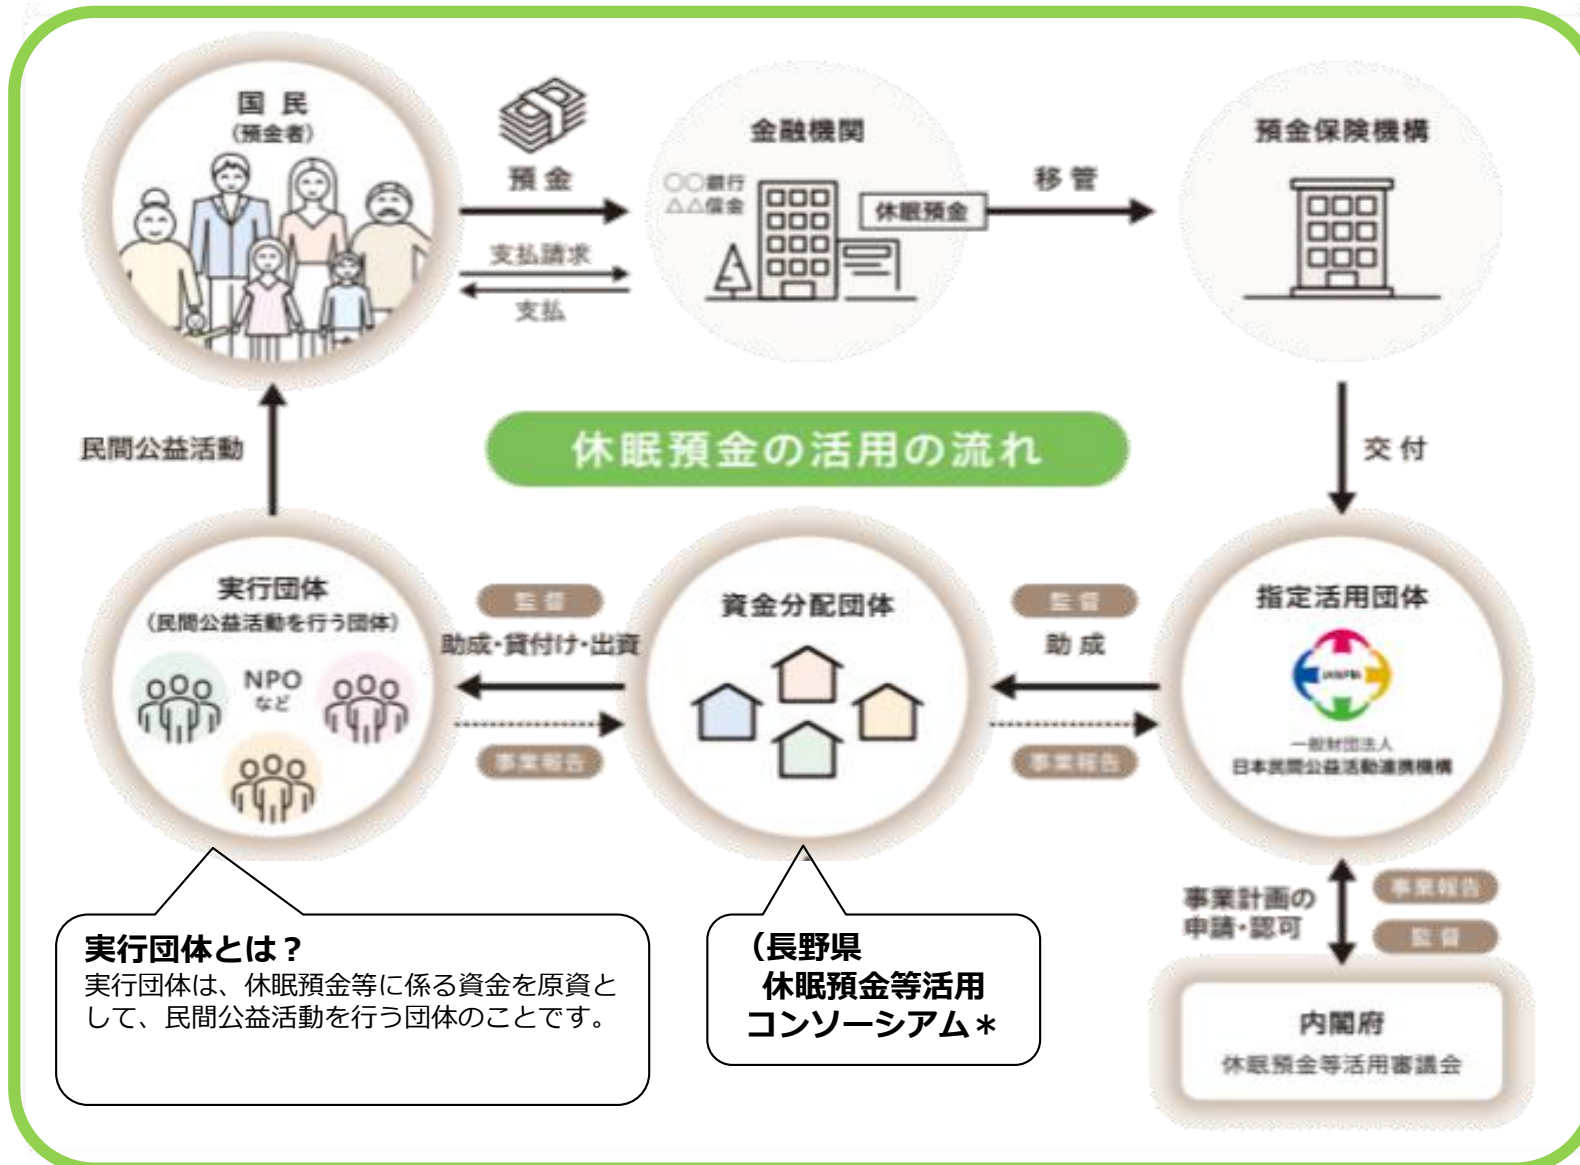 国民
(預金者)
預金
支払請求
支払
金融機関
〇〇銀行
△△信金
休眠預金
移管
預金保険機構
民間公益活動
休眠預金の活用の流れ
交付
実行団体
(民間公益活動を行う団体)
NPO
など
監督
助成・貸付け・出資
事業報告
資金分配団体
監督
助成
事業報告
指定活用団体
JANPIA
一般財団法人
日本民間公益活動連携機構
事業計画の
申請・認可
事業報告
監督
内閣府
休眠預金等活用審議会
実行団体とは？
実行団体は、休眠預金等に係る資金を原資と
して、民間公益活動を行う団体のことです。
（長野県
休眠預金等活用
コンソーシアム＊